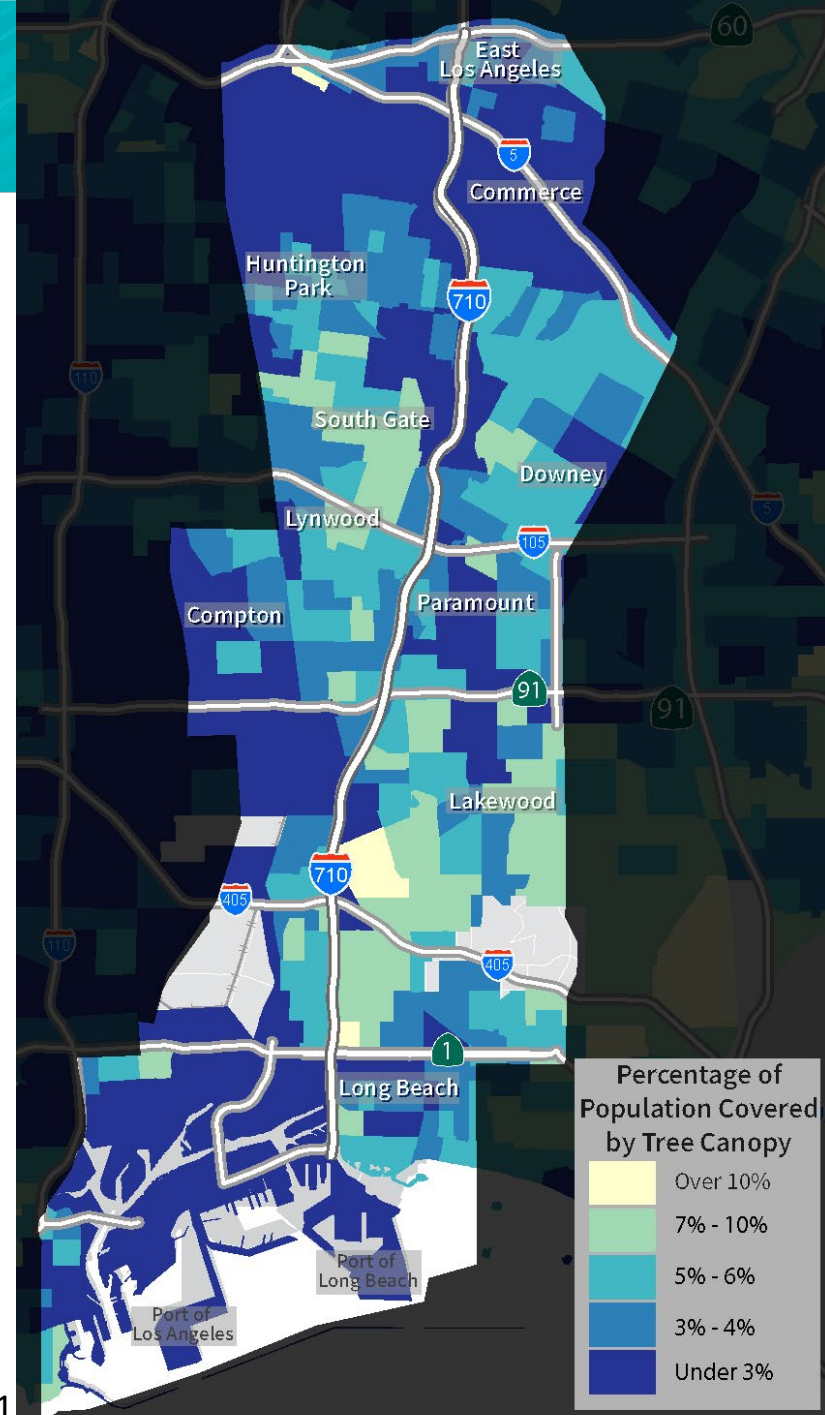 60
East
Los Angeles
5
Commerce
Huntington
Park
710
110
South Gate
Downey
5
Lynwood
105
Compton
Paramount
91
91
Lakewood
710
405
110
405
1
Long Beach
Port of
Long Beach
Port of
Los Angeles
Percentage of
Population Covered
by Tree Canopy
Over 10%
7% - 10%
5% - 6%
3% - 4%
Under 3%
1